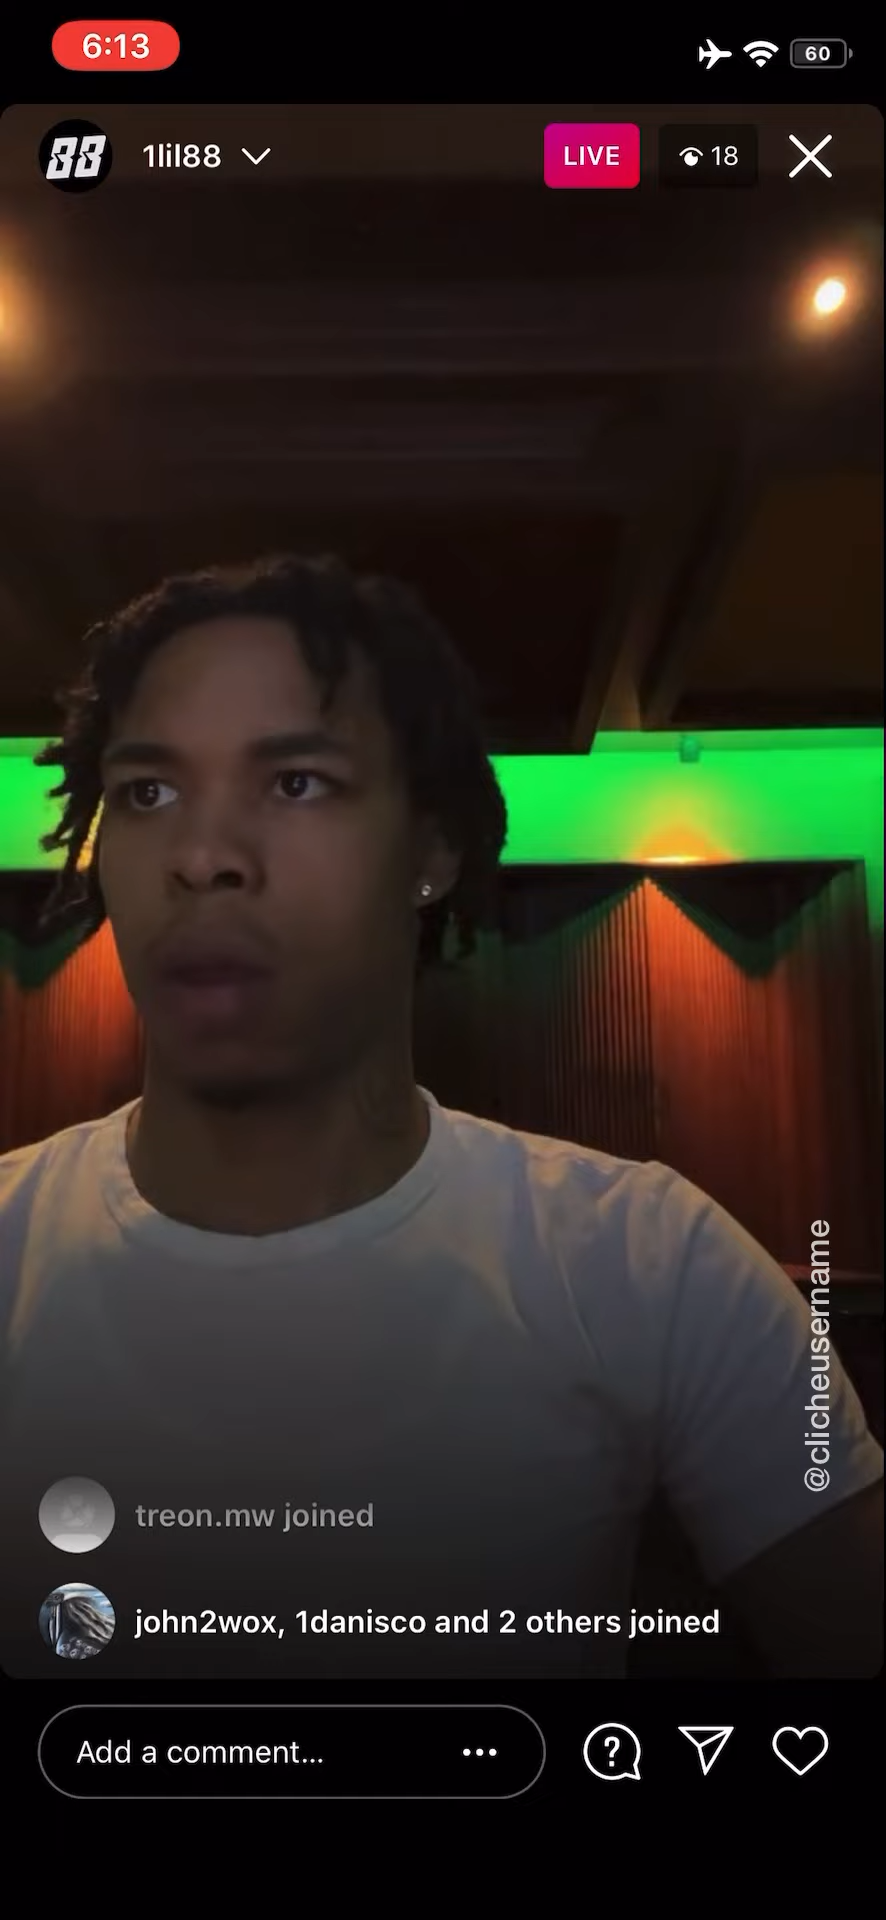 6:13
60
88
1lil88
LIVE
18
@clicheusername
treon.mw joined
john2wox, 1danisco and 2 others joined
Add a comment...